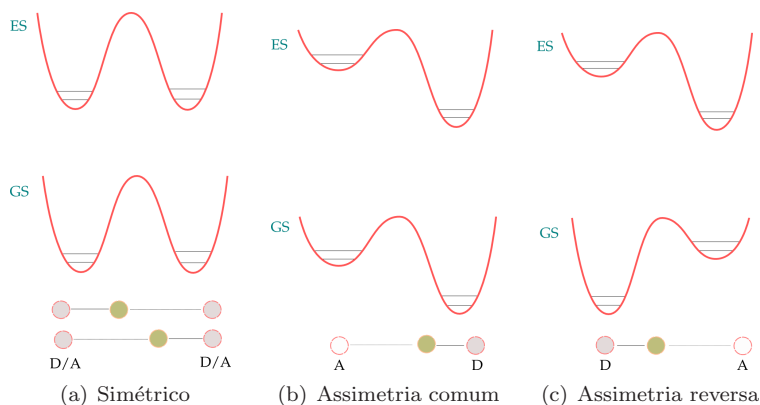 ES
ES
ES
GS
GS
GS
D/A
D/A
A
D
D
A
(a) Simétrico
(b) Assimetria comum
(c) Assimetria reversa